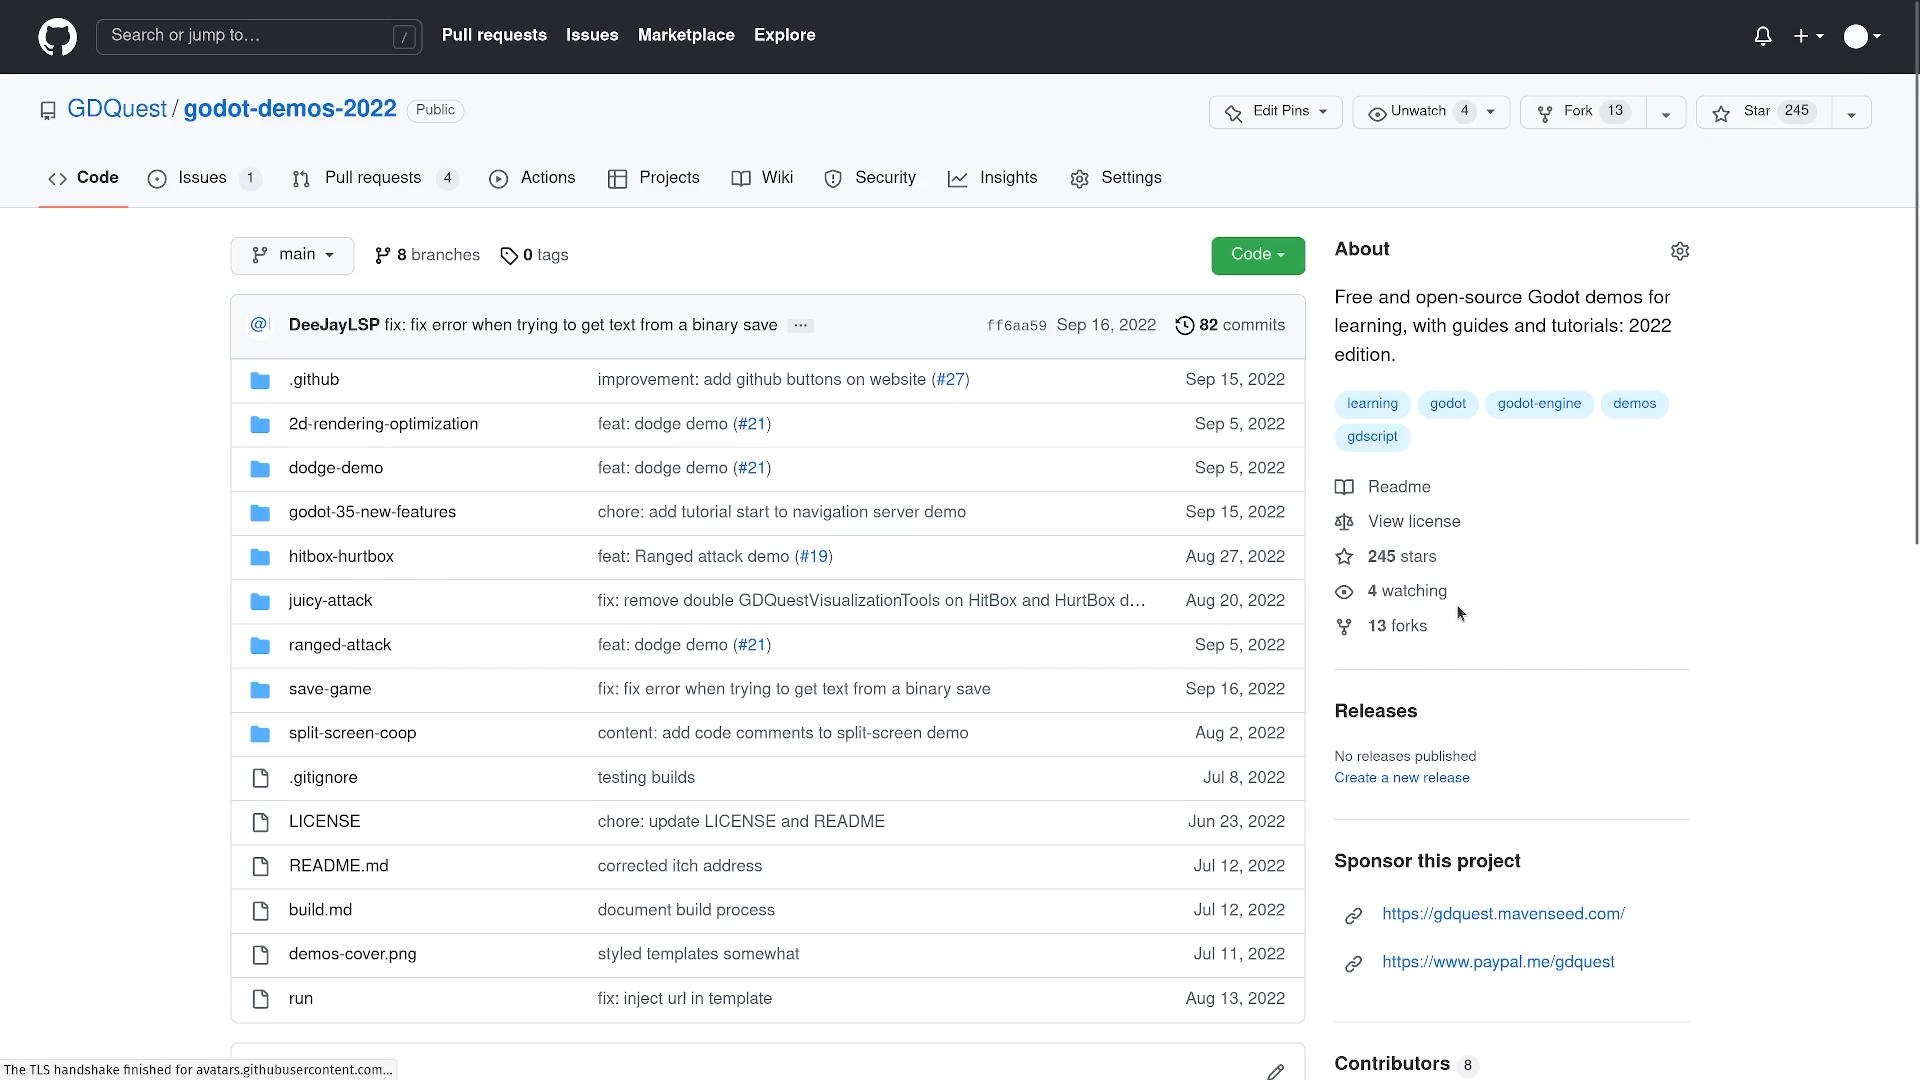 Search or jump to… /
Pull requests Issues Marketplace Explore
GDQuest / godot-demos-2022 Public
Edit Pins Unwatch 4 Fork 13 Star 245
Code Issues 1 Pull requests 4 Actions Projects Wiki Security Insights Settings
main 8 branches 0 tags Code
DeeJayLSP fix: fix error when trying to get text from a binary save ... ff6aa59 Sep 16, 2022 82 commits
.github improvement: add github buttons on website (#27) Sep 15, 2022
2d-rendering-optimization feat: dodge demo (#21) Sep 5, 2022
dodge-demo feat: dodge demo (#21) Sep 5, 2022
godot-35-new-features chore: add tutorial start to navigation server demo Sep 15, 2022
hitbox-hurtbox feat: Ranged attack demo (#19) Aug 27, 2022
juicy-attack fix: remove double GDQuestVisualizationTools on HitBox and HurtBox d… Aug 20, 2022
ranged-attack feat: dodge demo (#21) Sep 5, 2022
save-game fix: fix error when trying to get text from a binary save Sep 16, 2022
split-screen-coop content: add code comments to split-screen demo Aug 2, 2022
.gitignore testing builds Jul 8, 2022
LICENSE chore: update LICENSE and README Jun 23, 2022
README.md corrected itch address Jul 12, 2022
build.md document build process Jul 12, 2022
demos-cover.png styled templates somewhat Jul 11, 2022
run fix: inject url in template Aug 13, 2022
About
Free and open-source Godot demos for
learning, with guides and tutorials: 2022
edition.
learning godot godot-engine demos
gdscript
Readme
View license
245 stars
4 watching
13 forks
Releases
No releases published
Create a new release
Sponsor this project
https://gdquest.mavenseed.com/
https://www.paypal.me/gdquest
Contributors 8
The TLS handshake finished for avatars.githubusercontent.com...